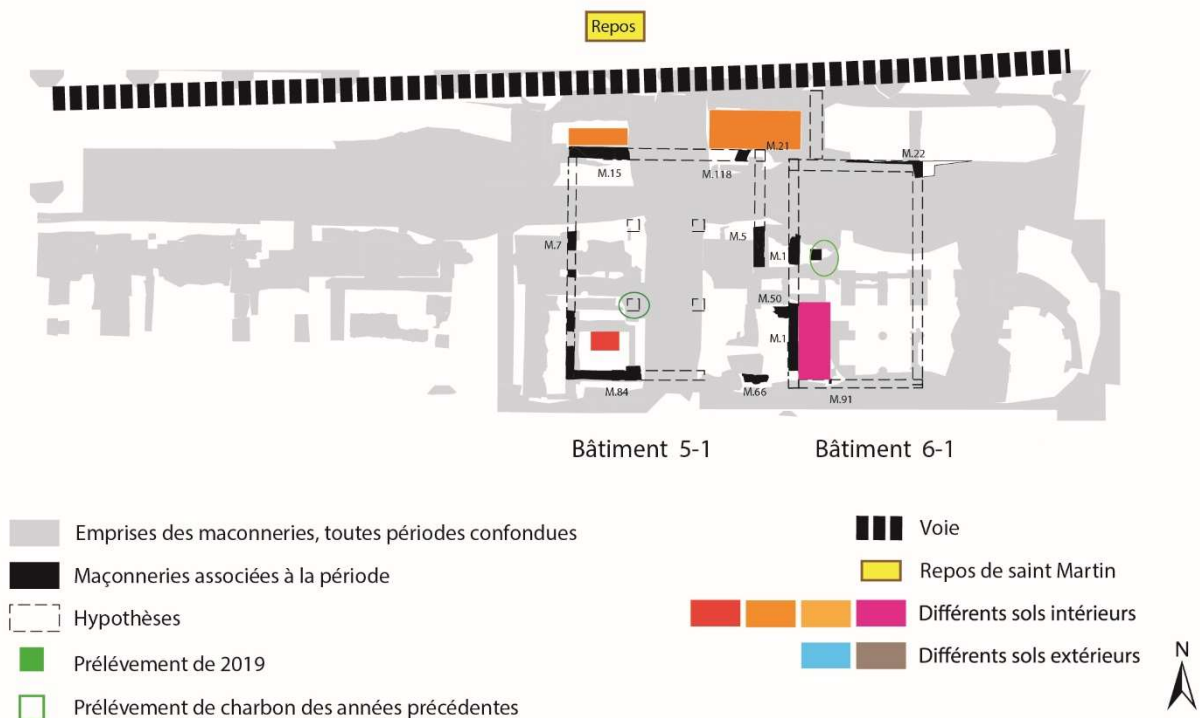 Repos
M.21
M.22
M.15
M.118
M.7
M.5
M.1
M.50
M.1
M.84
M.66
M.91
Bâtiment 5-1
Bâtiment 6-1
Emprises des maconneries, toutes périodes confondues
Maçonneries associées à la période
Hypothèses
Prélévement de 2019
Prélévement de charbon des années précédentes
Voie
Repos de saint Martin
Différents sols intérieurs
Différents sols extérieurs
N